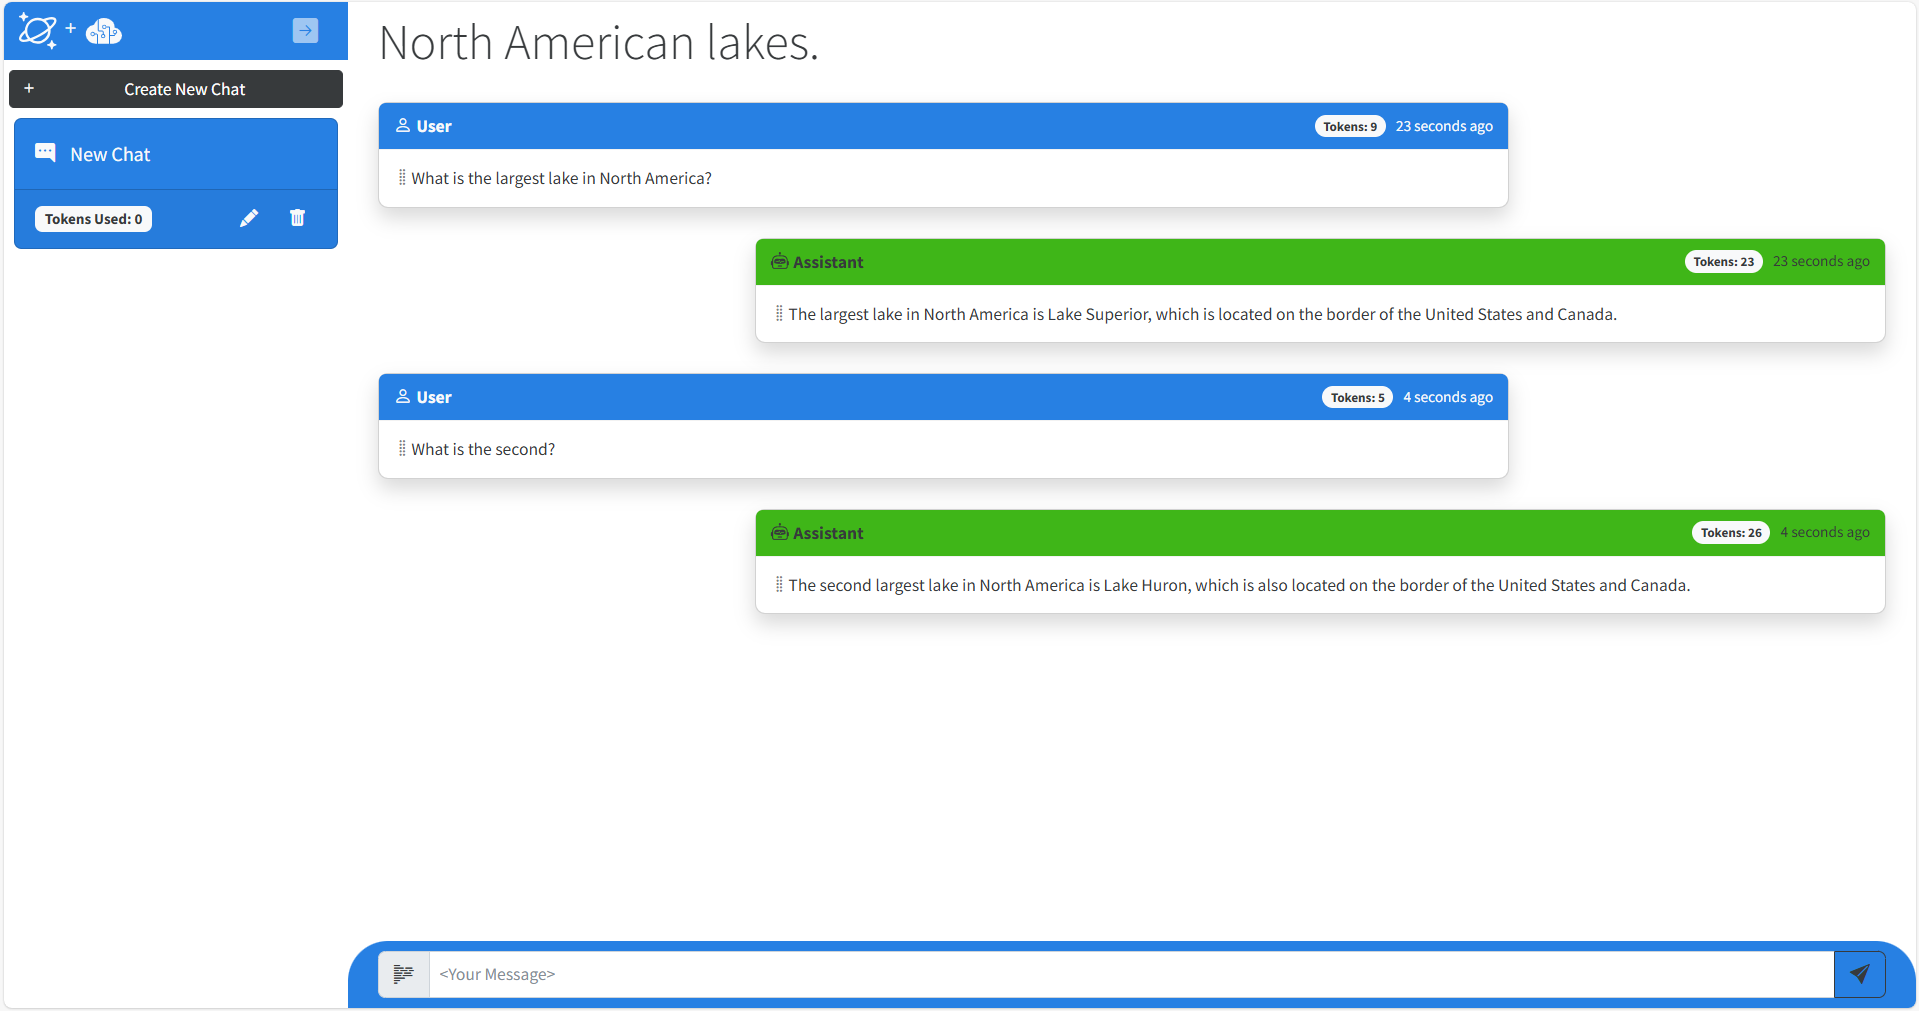 +
+ Create New Chat
New Chat
Tokens Used: 0
North American lakes.
User Tokens: 9 23 seconds ago
What is the largest lake in North America?
Assistant Tokens: 23 23 seconds ago
The largest lake in North America is Lake Superior, which is located on the border of the United States and Canada.
User Tokens: 5 4 seconds ago
What is the second?
Assistant Tokens: 26 4 seconds ago
The second largest lake in North America is Lake Huron, which is also located on the border of the United States and Canada.
<Your Message>